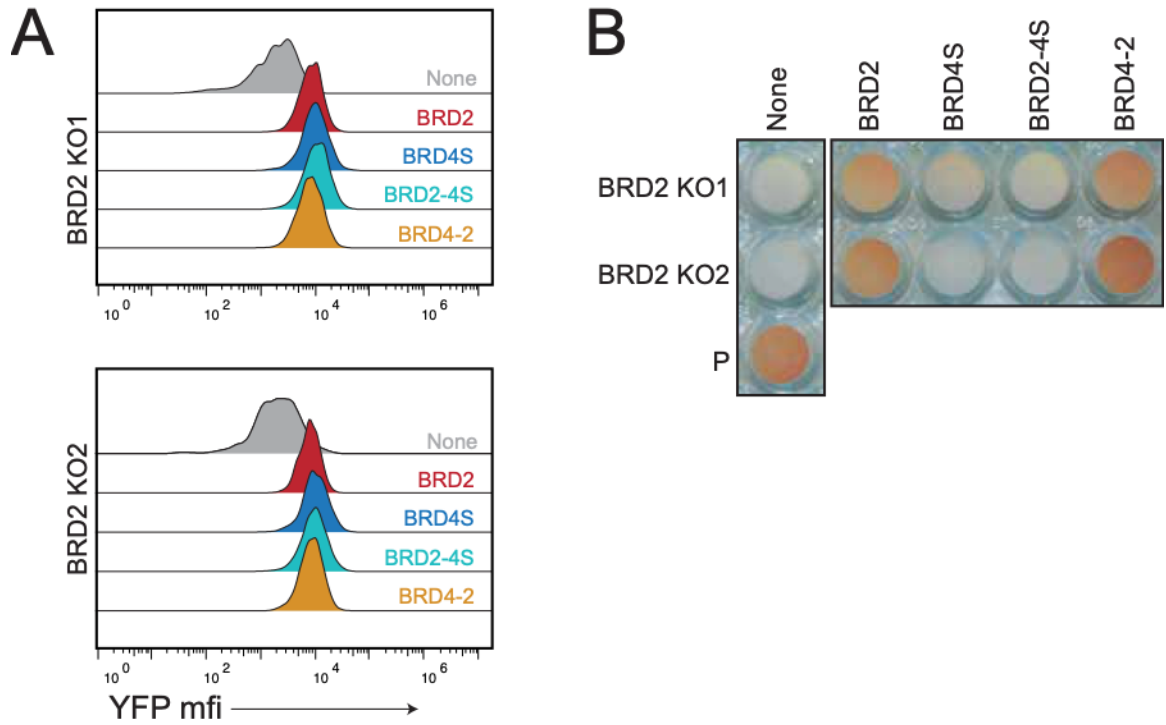 A
BRD2 KO1
None
BRD2
BRD4S
BRD2-4S
BRD4-2
10 0
10 2
10 4
10 6
BRD2 KO2
None
BRD2
BRD4S
BRD2-4S
BRD4-2
10 0
10 2
10 4
10 6
YFP mfi
B
None
BRD2
BRD4S
BRD2-4S
BRD4-2
BRD2 KO1
BRD2 KO2
P